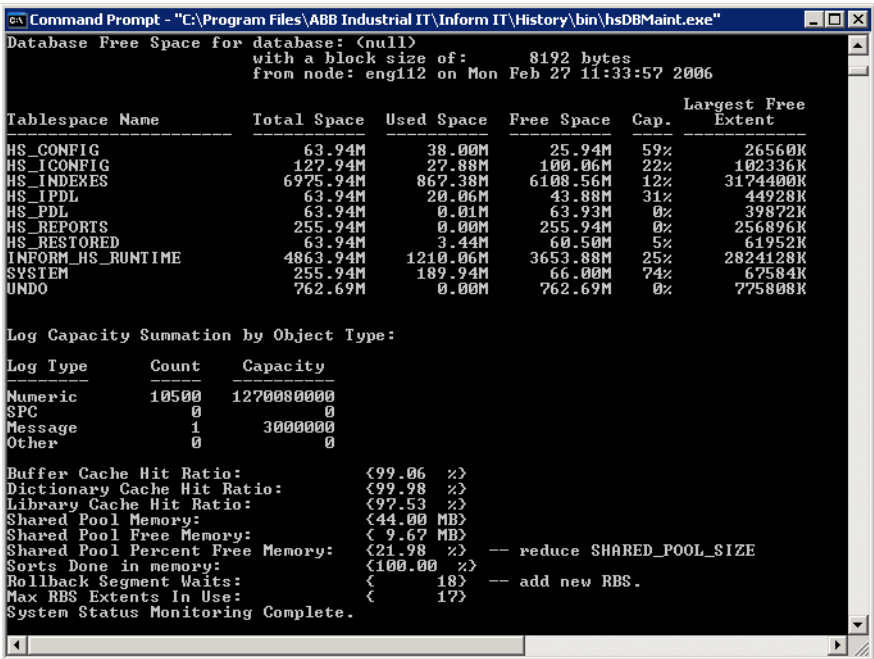 Command Prompt - "C:\Program Files\ABB Industrial IT\Inform IT\History\bin\hsDBMaint.exe"
Database Free Space for database: (null)
with a block size of: 8192 bytes
from node: eng112 on Mon Feb 27 11:33:57 2006
Largest Free
Tablespace Name Total Space Used Space Free Space Cap. Extent
---------------------- ----------- ---------- ---------- ---- ------------
HS_CONFIG 63.94M 38.00M 25.94M 59% 26560K
HS_ICONFIG 127.94M 27.88M 100.06M 22% 102336K
HS_INDEXES 6975.94M 867.38M 6108.56M 12% 3174400K
HS_IPDL 63.94M 20.06M 43.88M 31% 44928K
HS_PDL 63.94M 0.01M 63.93M 0% 39872K
HS_REPORTS 255.94M 0.00M 255.94M 0% 256896K
HS_RESTORED 63.94M 3.44M 60.50M 5% 61952K
INFORM_HS_RUNTIME 4863.94M 1210.06M 3653.88M 25% 2824128K
SYSTEM 255.94M 189.94M 66.00M 74% 67584K
UNDO 762.69M 0.00M 762.69M 0% 775808K
Log Capacity Summation by Object Type:
Log Type Count Capacity
-------- ----- ----------
Numeric 10500 1270080000
SPC 0 0
Message 1 3000000
Other 0 0
Buffer Cache Hit Ratio: {99.06 %}
Dictionary Cache Hit Ratio: {99.98 %}
Library Cache Hit Ratio: {97.53 %}
Shared Pool Memory: {44.00 MB}
Shared Pool Free Memory: { 9.67 MB}
Shared Pool Percent Free Memory: {21.98 %} -- reduce SHARED_POOL_SIZE
Sorts Done in memory: {100.00 %}
Rollback Segment Waits: { 18} -- add new RBS.
Max RBS Extents In Use: { 17}
System Status Monitoring Complete.